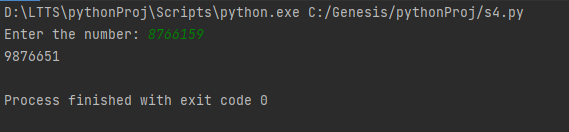 D:\LTTS\pythonProj\Scripts\python.exe C:/Genesis/pythonProj/s4.py
Enter the number: 8766159
9876651
Process finished with exit code 0